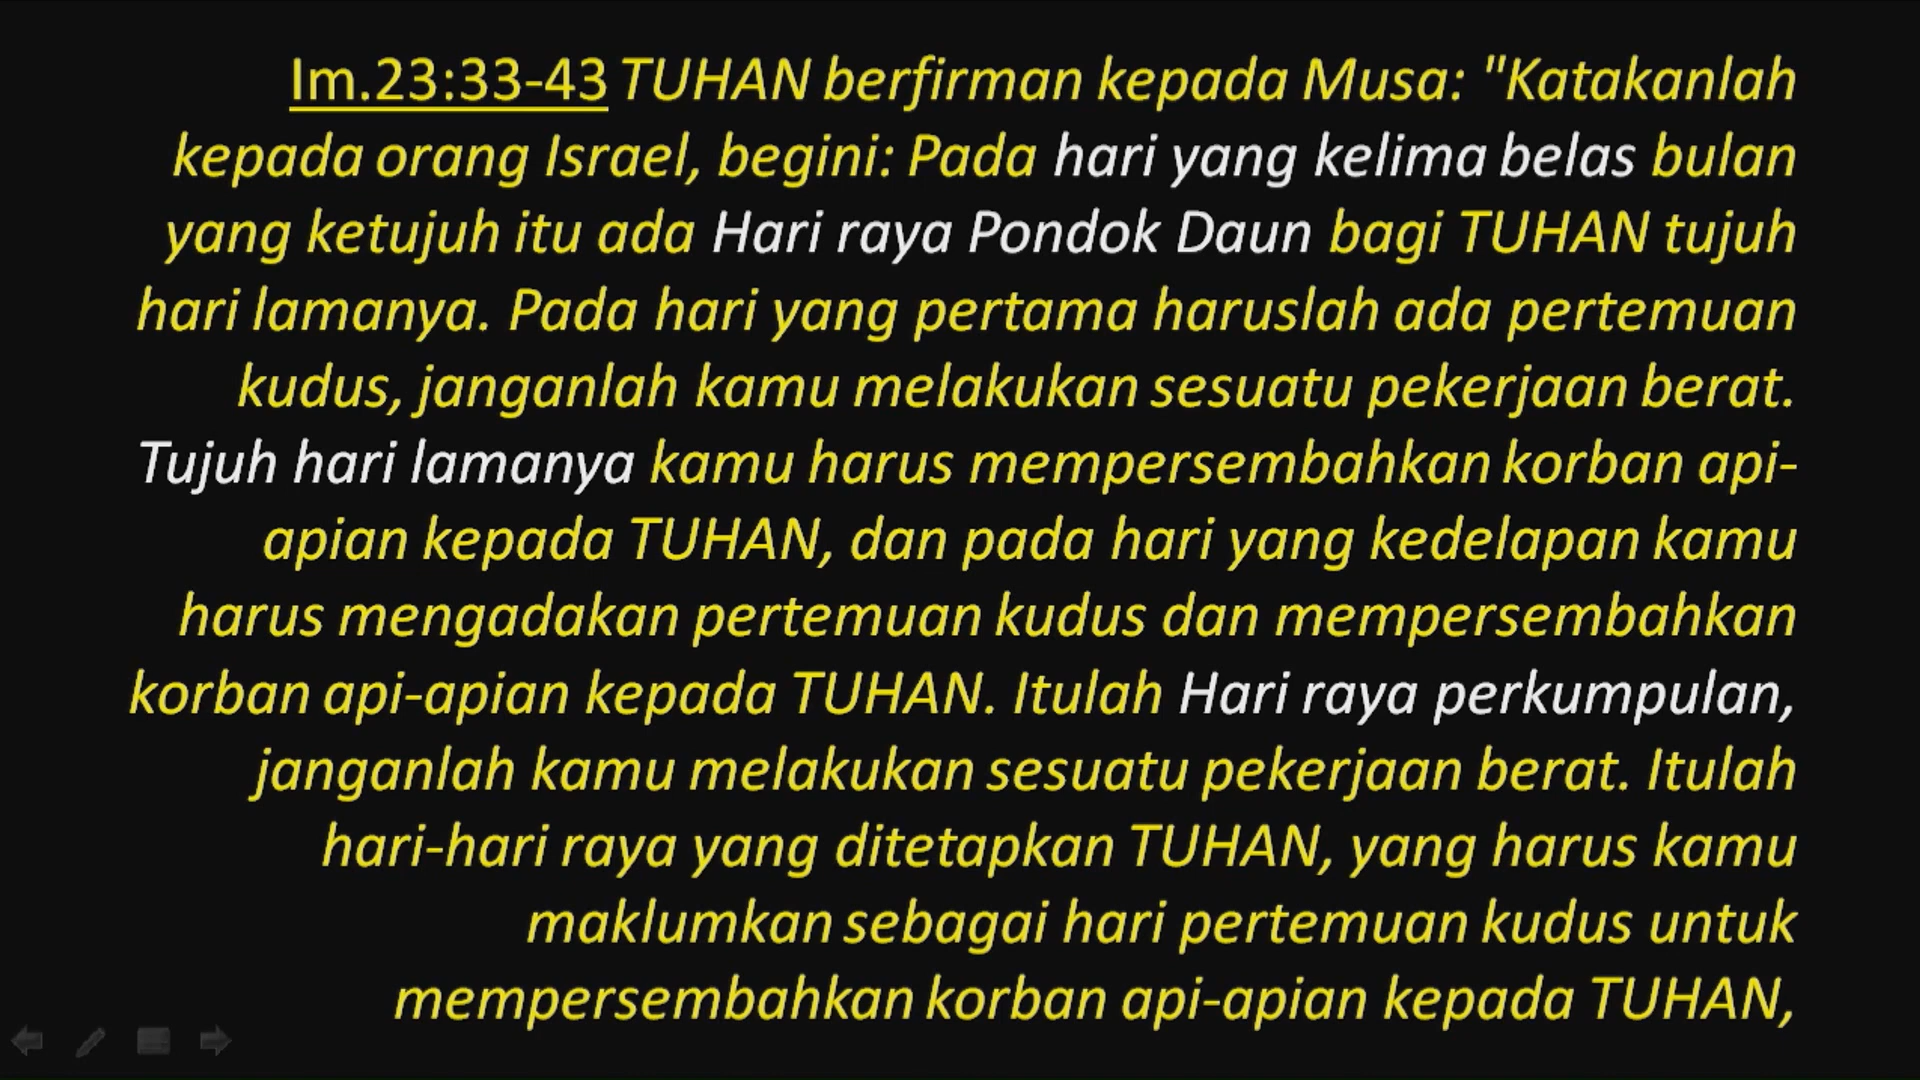 Im.23:33-43 TUHAN berfirman kepada Musa: "Katakanlah
kepada orang Israel, begini: Pada hari yang kelima belas bulan
yang ketujuh itu ada Hari raya Pondok Daun bagi TUHAN tujuh
hari lamanya. Pada hari yang pertama haruslah ada pertemuan
kudus, janganlah kamu melakukan sesuatu pekerjaan berat.
Tujuh hari lamanya kamu harus mempersembahkan korban api-
apian kepada TUHAN, dan pada hari yang kedelapan kamu
harus mengadakan pertemuan kudus dan mempersembahkan
korban api-apian kepada TUHAN. Itulah Hari raya perkumpulan,
janganlah kamu melakukan sesuatu pekerjaan berat. Itulah
hari-hari raya yang ditetapkan TUHAN, yang harus kamu
maklumkan sebagai hari pertemuan kudus untuk
mempersembahkan korban api-apian kepada TUHAN,